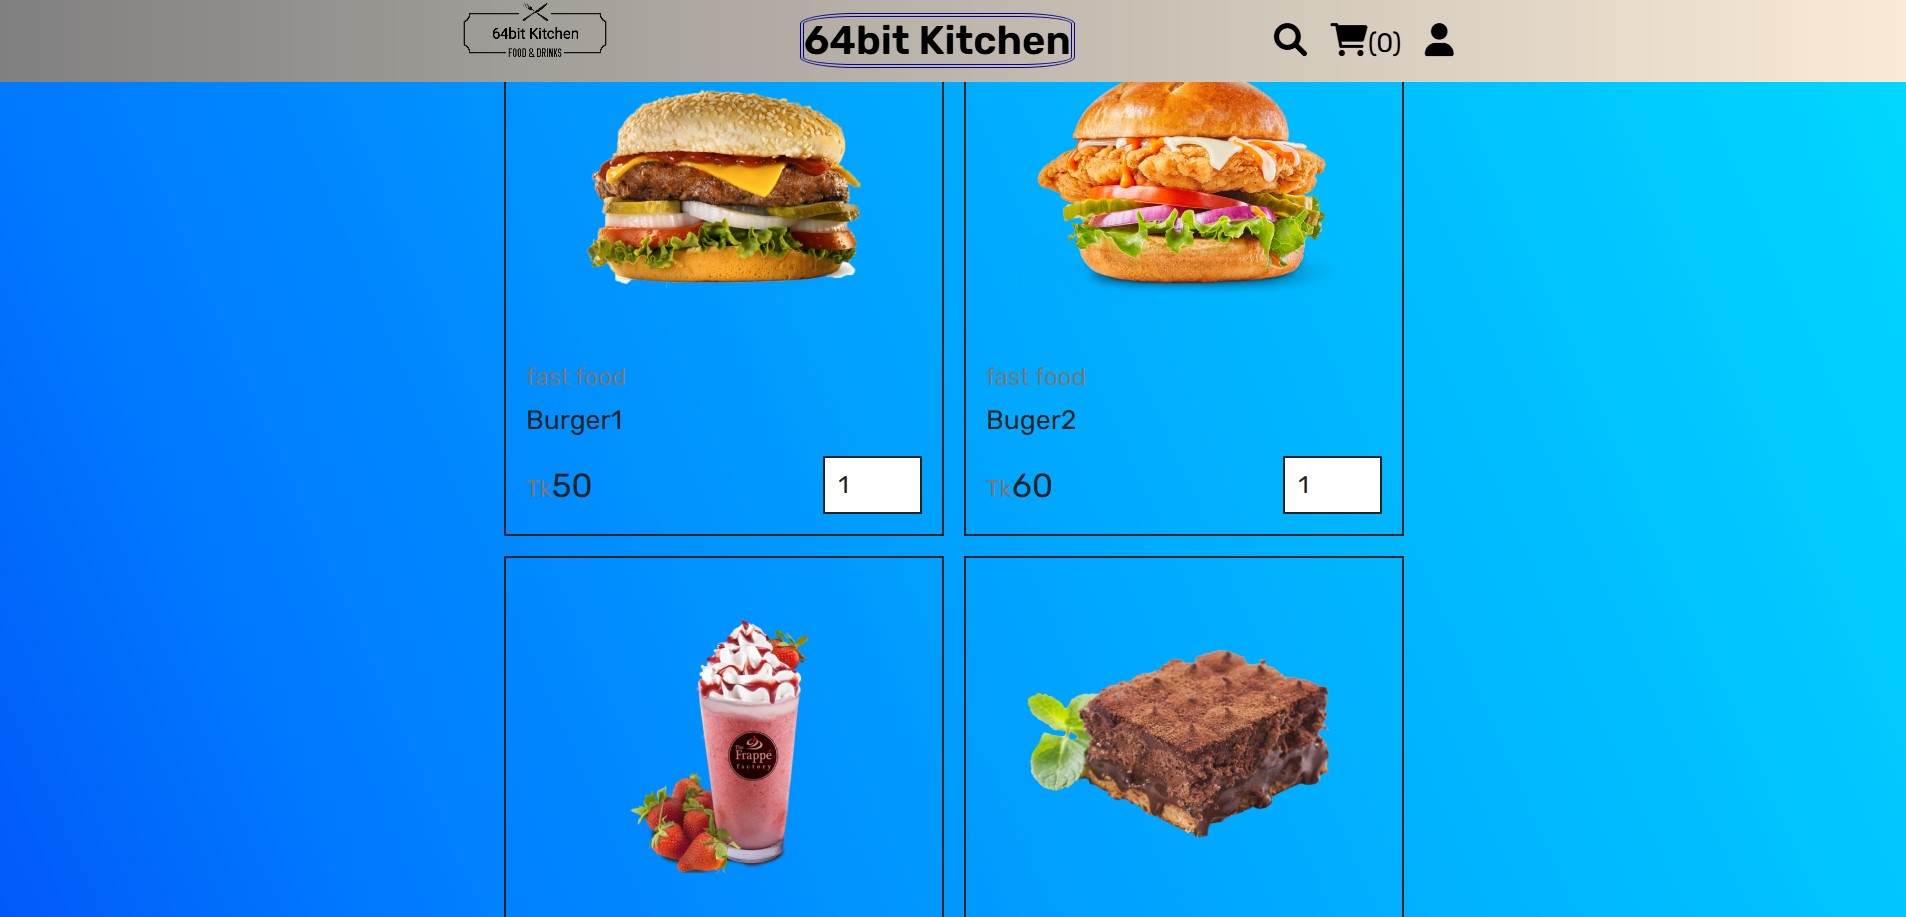 64bit Kitchen
FOOD & DRINKS
64bit Kitchen
(0)
fast food
Burger1
Tk50
1
fast food
Buger2
Tk60
1
The
Frappe
factory